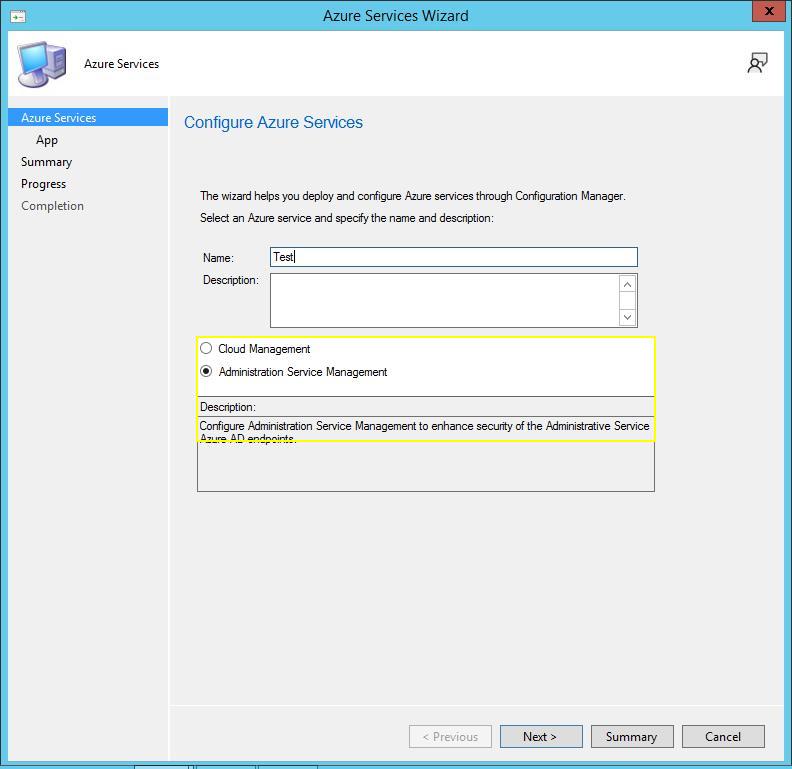 Azure Services Wizard
X
Azure Services
Azure Services
App
Summary
Progress
Completion
Configure Azure Services
The wizard helps you deploy and configure Azure services through Configuration Manager.
Select an Azure service and specify the name and description:
Name:
Test
Description:
Cloud Management
Administration Service Management
Description:
Configure Administration Service Management to enhance security of the Administrative Service
Azure AD endpoints.
< Previous
Next >
Summary
Cancel